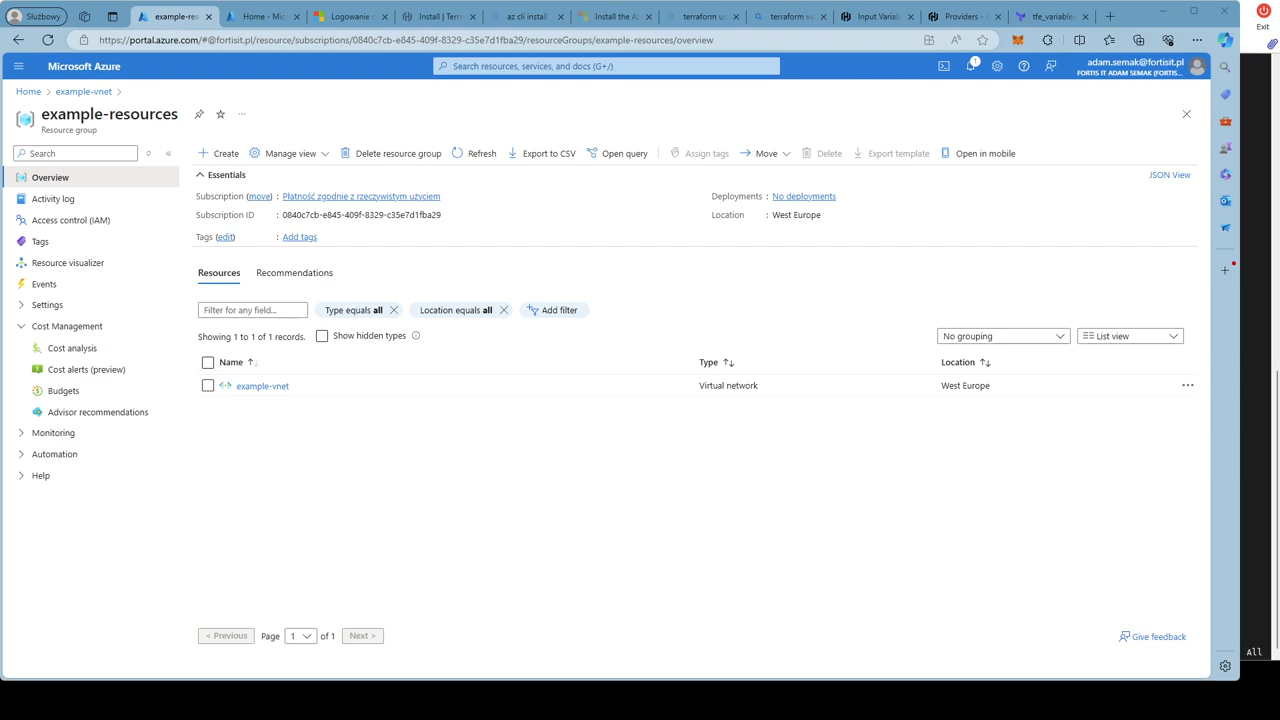 Służbowy
example-res
Home - Mic
Logowanie
Install | Terr
az cli install
Install the A
terraform u
terraform va
Input Variab
Providers -
tfe_variable
Exit
https://portal.azure.com/#@fortisit.pl/resource/subscriptions/0840c7cb-e845-409f-8329-c35e7d1fba29/resourceGroups/example-resources/overview
Microsoft Azure
Search resources, services, and docs (G+/)
1
adam.semak@fortisit.pl
FORTIS IT ADAM SEMAK (FORTIS...
Home > example-vnet >
example-resources
Resource group
Search
Create
Manage view
Delete resource group
Refresh
Export to CSV
Open query
Assign tags
Move
Delete
Export template
Open in mobile
Overview
Activity log
Access control (IAM)
Tags
Resource visualizer
Events
Settings
Cost Management
Cost analysis
Cost alerts (preview)
Budgets
Advisor recommendations
Monitoring
Automation
Help
Essentials
JSON View
Subscription (move) : Płatność zgodnie z rzeczywistym użyciem
Deployments : No deployments
Subscription ID : 0840c7cb-e845-409f-8329-c35e7d1fba29
Location : West Europe
Tags (edit) : Add tags
Resources
Recommendations
Filter for any field...
Type equals all
Location equals all
Add filter
Showing 1 to 1 of 1 records.
Show hidden types
No grouping
List view
Name ↑↓
Type ↑↓
Location ↑↓
example-vnet
Virtual network
West Europe
< Previous
Page 1 of 1
Next >
Give feedback
All